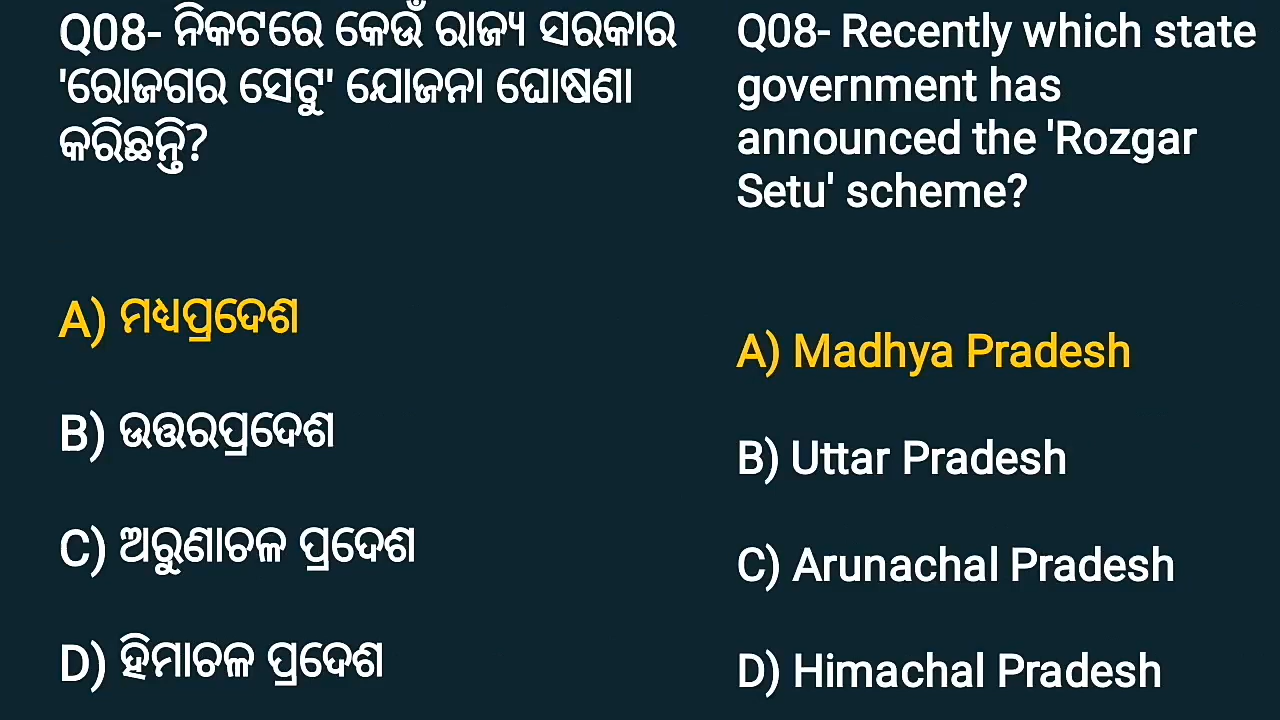 Q08- ନିକଟରେ କେଉଁ ରାଜ୍ୟ ସରକାର
'ରୋଜଗର ସେଟୁ' ଯୋଜନା ଘୋଷଣା
କରିଛନ୍ତି?
A) ମଧ୍ୟପ୍ରଦେଶ
B) ଉତ୍ତରପ୍ରଦେଶ
C) ଅରୁଣାଚଳ ପ୍ରଦେଶ
D) ହିମାଚଳ ପ୍ରଦେଶ
Q08- Recently which state
government has
announced the 'Rozgar
Setu' scheme?
A) Madhya Pradesh
B) Uttar Pradesh
C) Arunachal Pradesh
D) Himachal Pradesh